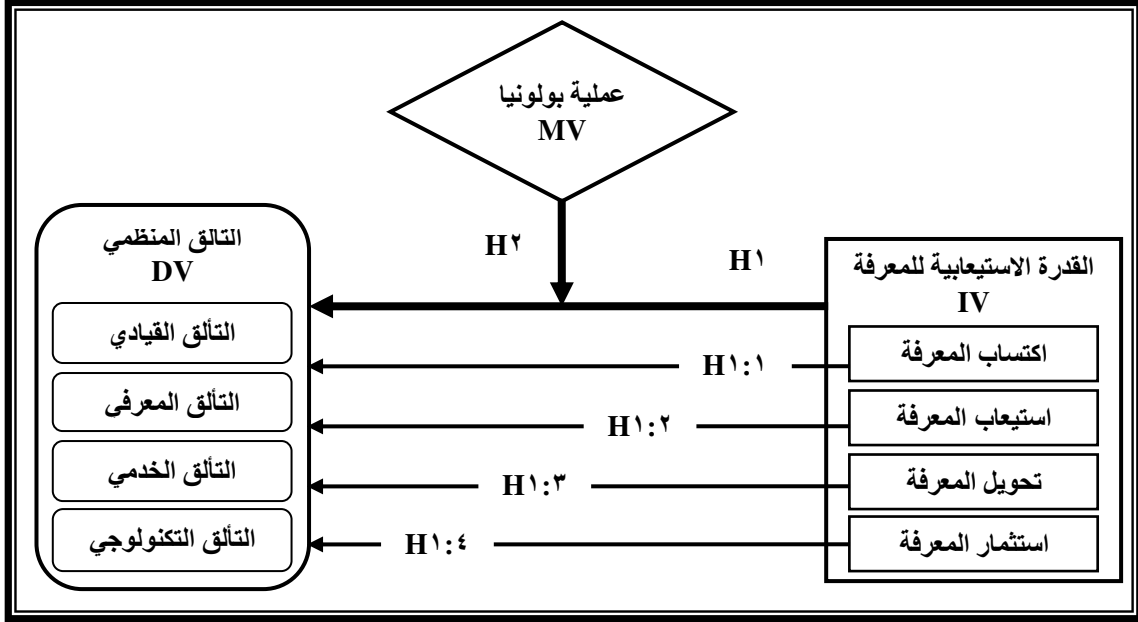 عملية بولونيا
MV
H٢
H١
القدرة الاستيعابية للمعرفة
IV
اكتساب المعرفة
استيعاب المعرفة
تحويل المعرفة
استثمار المعرفة
H١:١
H١:٢
H١:٣
H١:٤
التالق المنظمي
DV
التألق القيادي
التألق المعرفي
التألق الخدمي
التألق التكنولوجي